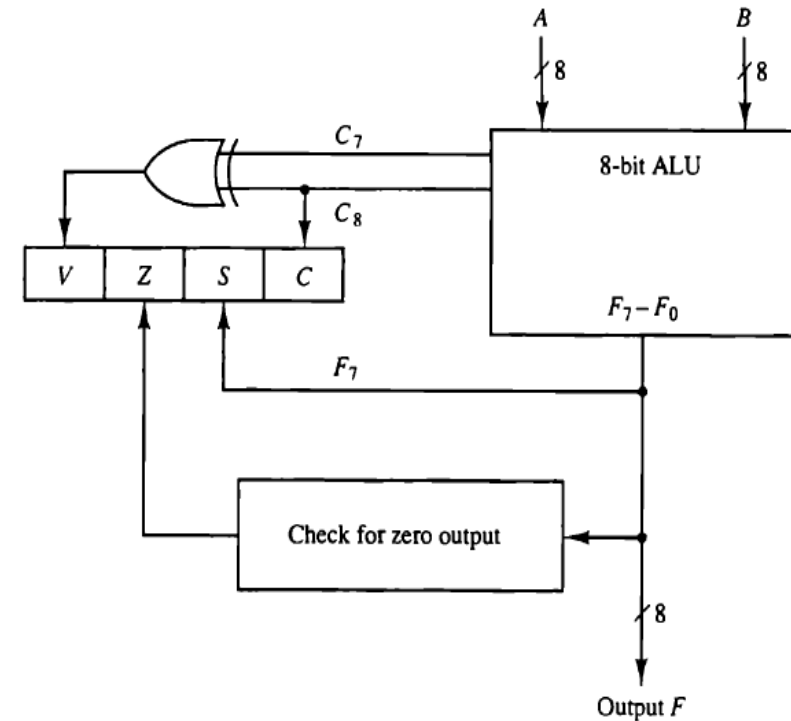 A B
8 8
C₇
8-bit ALU
C₈
V Z S C
F₇ – F₀
F₇
Check for zero output
8
Output F